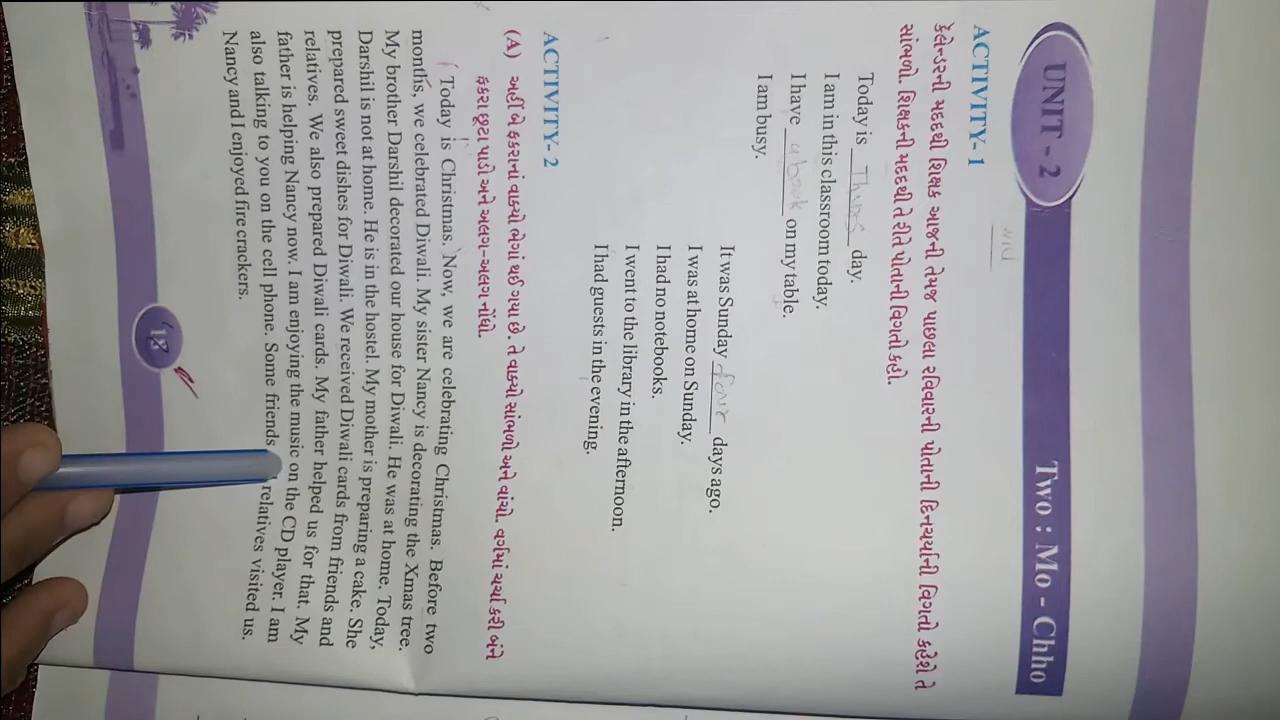 UNIT - 2
Two : Mo - Chho
ACTIVITY- 1
કેલેન્ડરની મદદથી શિક્ષક આજની તેમજ પાછલા રવિવારની પોતાની દિનચર્યાની વિગતો કહેશે તે
સાંભળો. શિક્ષકની મદદથી તે રીતે પોતાની વિગતો કહો.
Today is Thurs day.
I am in this classroom today.
I have a book on my table.
I am busy.
It was Sunday four days ago.
I was at home on Sunday.
I had no notebooks.
I went to the library in the afternoon.
I had guests in the evening.
ACTIVITY- 2
(A) અહીં બે ફકરાનાં વાક્યો ભેગાં થઈ ગયા છે. તે વાક્યો સાંભળો અને વાંચો. વર્ગમાં ચર્ચા કરી બંને
ફકરા છૂટા પાડો અને અલગ-અલગ નોંધો.
Today is Christmas. Now, we are celebrating Christmas. Before two
months, we celebrated Diwali. My sister Nancy is decorating the Xmas tree.
My brother Darshil decorated our house for Diwali. He was at home. Today,
Darshil is not at home. He is in the hostel. My mother is preparing a cake. She
prepared sweet dishes for Diwali. We received Diwali cards from friends and
relatives. We also prepared Diwali cards. My father helped us for that. My
father is helping Nancy now. I am enjoying the music on the CD player. I am
also talking to you on the cell phone. Some friends relatives visited us.
Nancy and I enjoyed fire crackers.
18